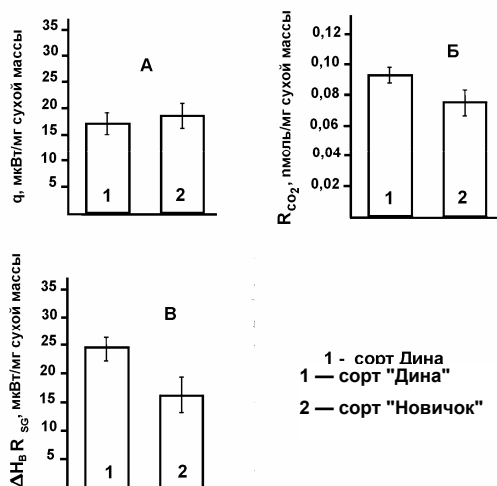 q, мкВт/мг сухой массы
35
30
25
20
15
10
5
А
1
2
R CO2, пмоль/мг сухой массы
0,12
0,10
0,08
0,06
0,04
0,02
Б
1
2
ΔHB R SG, мкВт/мг сухой массы
35
30
25
20
15
10
5
В
1
2
1 - сорт Дина
1 — сорт "Дина"
2 — сорт "Новичок"